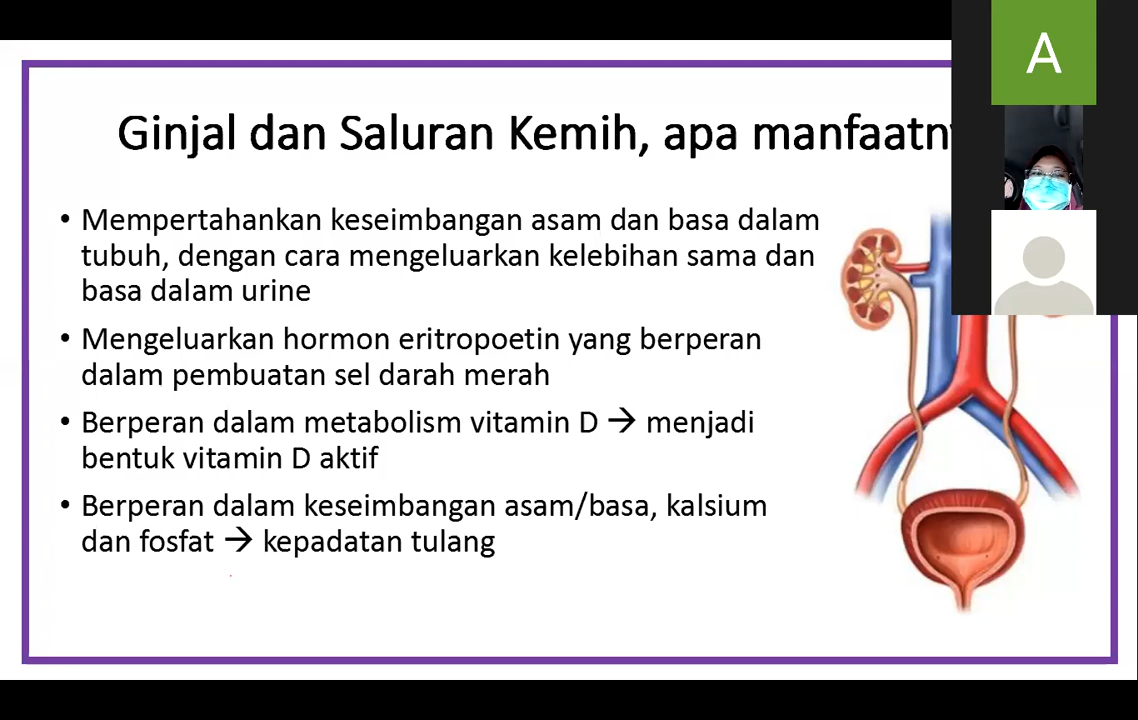 Ginjal dan Saluran Kemih, apa manfaatn
• Mempertahankan keseimbangan asam dan basa dalam
tubuh, dengan cara mengeluarkan kelebihan sama dan
basa dalam urine
• Mengeluarkan hormon eritropoetin yang berperan
dalam pembuatan sel darah merah
• Berperan dalam metabolism vitamin D → menjadi
bentuk vitamin D aktif
• Berperan dalam keseimbangan asam/basa, kalsium
dan fosfat → kepadatan tulang
A